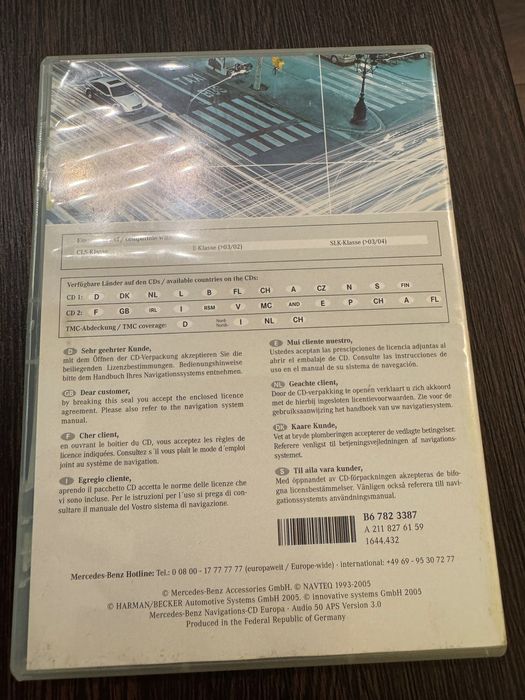 TAXI
BUS
CLS-Klasse E-Klasse (>03/02) SLK-Klasse (>03/04)
Verfügbare Länder auf den CDs / available countries on the CDs:
CD 1: D DK NL L B FL CH A CZ N S FIN
CD 2: F GB IRL I RSM V MC AND E P CH A FL
TMC-Abdeckung / TMC coverage: D Nord- I NL CH
D Sehr geehrter Kunde,
mit dem Öffnen der CD-Verpackung akzeptieren Sie die
beiliegenden Lizenzbestimmungen. Bedienungshinweise
bitte dem Handbuch Ihres Navigationssystems entnehmen.
GB Dear customer,
by breaking this seal you accept the enclosed licence
agreement. Please also refer to the navigation system
manual.
F Cher client,
en ouvrant le boîtier du CD, vous acceptez les règles de
licence indiquées. Consultez s'il vous plaît le mode d'emploi
joint au système de navigation.
I Egregio cliente,
aprendo il pacchetto CD accetta le norme delle licenze che
vi sono incluse. Per le istruzioni per l'uso si prega di con-
sultare il manuale del Vostro sistema di navigazione.
E Mui cliente nuestro,
Ustedes aceptan las prescipciones de licencia adjuntas al
abrir el embalaje de CD. Consulte las instrucciones de
uso en el manual de su sistema de navegación.
NL Geachte client,
Door de CD-verpakking te openen verklaart u zich akkoord
met de hierbij ingesloten licentievoorwaarden. Zie voor de
gebruiksaanwijzing het handboek van uw navigatiesystem.
DK Kaare Kunde,
Vet at bryde plomberingen accepterer de vedlagte betingelser.
Referere venligst til betjeningsvejledningen af navigations-
systemet.
S Til alla vara kunder,
Med öppnandet av CD-förpackningen akzepteras de bifo-
gna licensbestämmelser. Vänligen också referera till navi-
gationssystemts användningsmanual.
B6 782 3387
A 211 827 61 59
1644.432
Mercedes-Benz Hotline: Tel.: 0 08 00 - 17 77 77 77 (europaweit / Europe-wide) · international: +49 69 - 95 30 72 77
© Mercedes-Benz Accessories GmbH. © NAVTEQ 1993-2005
© HARMAN/BECKER Automotive Systems GmbH 2005. © innovative systems GmbH 2005
Mercedes-Benz Navigations-CD Europa · Audio 50 APS Version 3.0
Produced in the Federal Republic of Germany